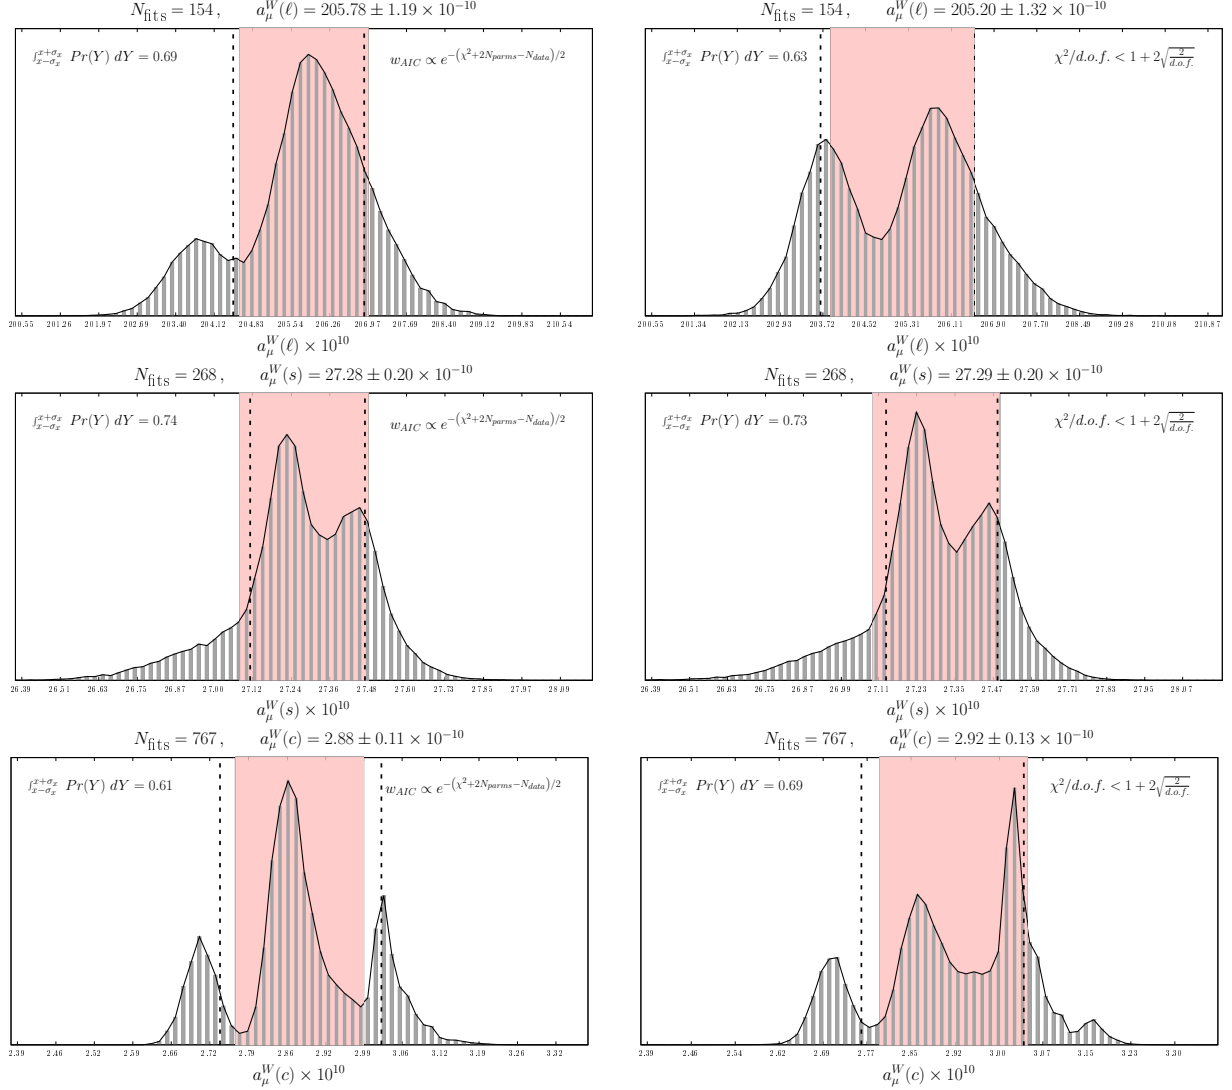 N_fits = 154, a_μ^W(ℓ) = 205.78 ± 1.19 × 10^−10
∫_{x−σ_x}^{x+σ_x} Pr(Y) dY = 0.69
w_AIC ∝ e^{−(χ²+2N_parms−N_data)/2}
200.55 201.26 201.97 202.69 203.40 204.12 204.83 205.54 206.26 206.97 207.69 208.40 209.12 209.83 210.54
a_μ^W(ℓ) × 10^10
N_fits = 154, a_μ^W(ℓ) = 205.20 ± 1.32 × 10^−10
∫_{x−σ_x}^{x+σ_x} Pr(Y) dY = 0.63
χ²/d.o.f. < 1 + 2√(2/d.o.f.)
200.55 201.34 202.13 202.93 203.72 204.52 205.31 206.11 206.90 207.70 208.49 209.28 210.08 210.87
a_μ^W(ℓ) × 10^10
N_fits = 268, a_μ^W(s) = 27.28 ± 0.20 × 10^−10
∫_{x−σ_x}^{x+σ_x} Pr(Y) dY = 0.74
w_AIC ∝ e^{−(χ²+2N_parms−N_data)/2}
26.39 26.51 26.63 26.75 26.87 27.00 27.12 27.24 27.36 27.48 27.60 27.73 27.85 27.97 28.09
a_μ^W(s) × 10^10
N_fits = 268, a_μ^W(s) = 27.29 ± 0.20 × 10^−10
∫_{x−σ_x}^{x+σ_x} Pr(Y) dY = 0.73
χ²/d.o.f. < 1 + 2√(2/d.o.f.)
26.39 26.51 26.63 26.75 26.87 26.99 27.11 27.23 27.35 27.47 27.59 27.71 27.83 27.95 28.07
a_μ^W(s) × 10^10
N_fits = 767, a_μ^W(c) = 2.88 ± 0.11 × 10^−10
∫_{x−σ_x}^{x+σ_x} Pr(Y) dY = 0.61
w_AIC ∝ e^{−(χ²+2N_parms−N_data)/2}
2.39 2.46 2.52 2.59 2.66 2.72 2.79 2.86 2.92 2.99 3.06 3.12 3.19 3.26 3.32
a_μ^W(c) × 10^10
N_fits = 767, a_μ^W(c) = 2.92 ± 0.13 × 10^−10
∫_{x−σ_x}^{x+σ_x} Pr(Y) dY = 0.69
χ²/d.o.f. < 1 + 2√(2/d.o.f.)
2.39 2.46 2.54 2.62 2.69 2.77 2.85 2.92 3.00 3.07 3.15 3.23 3.30
a_μ^W(c) × 10^10